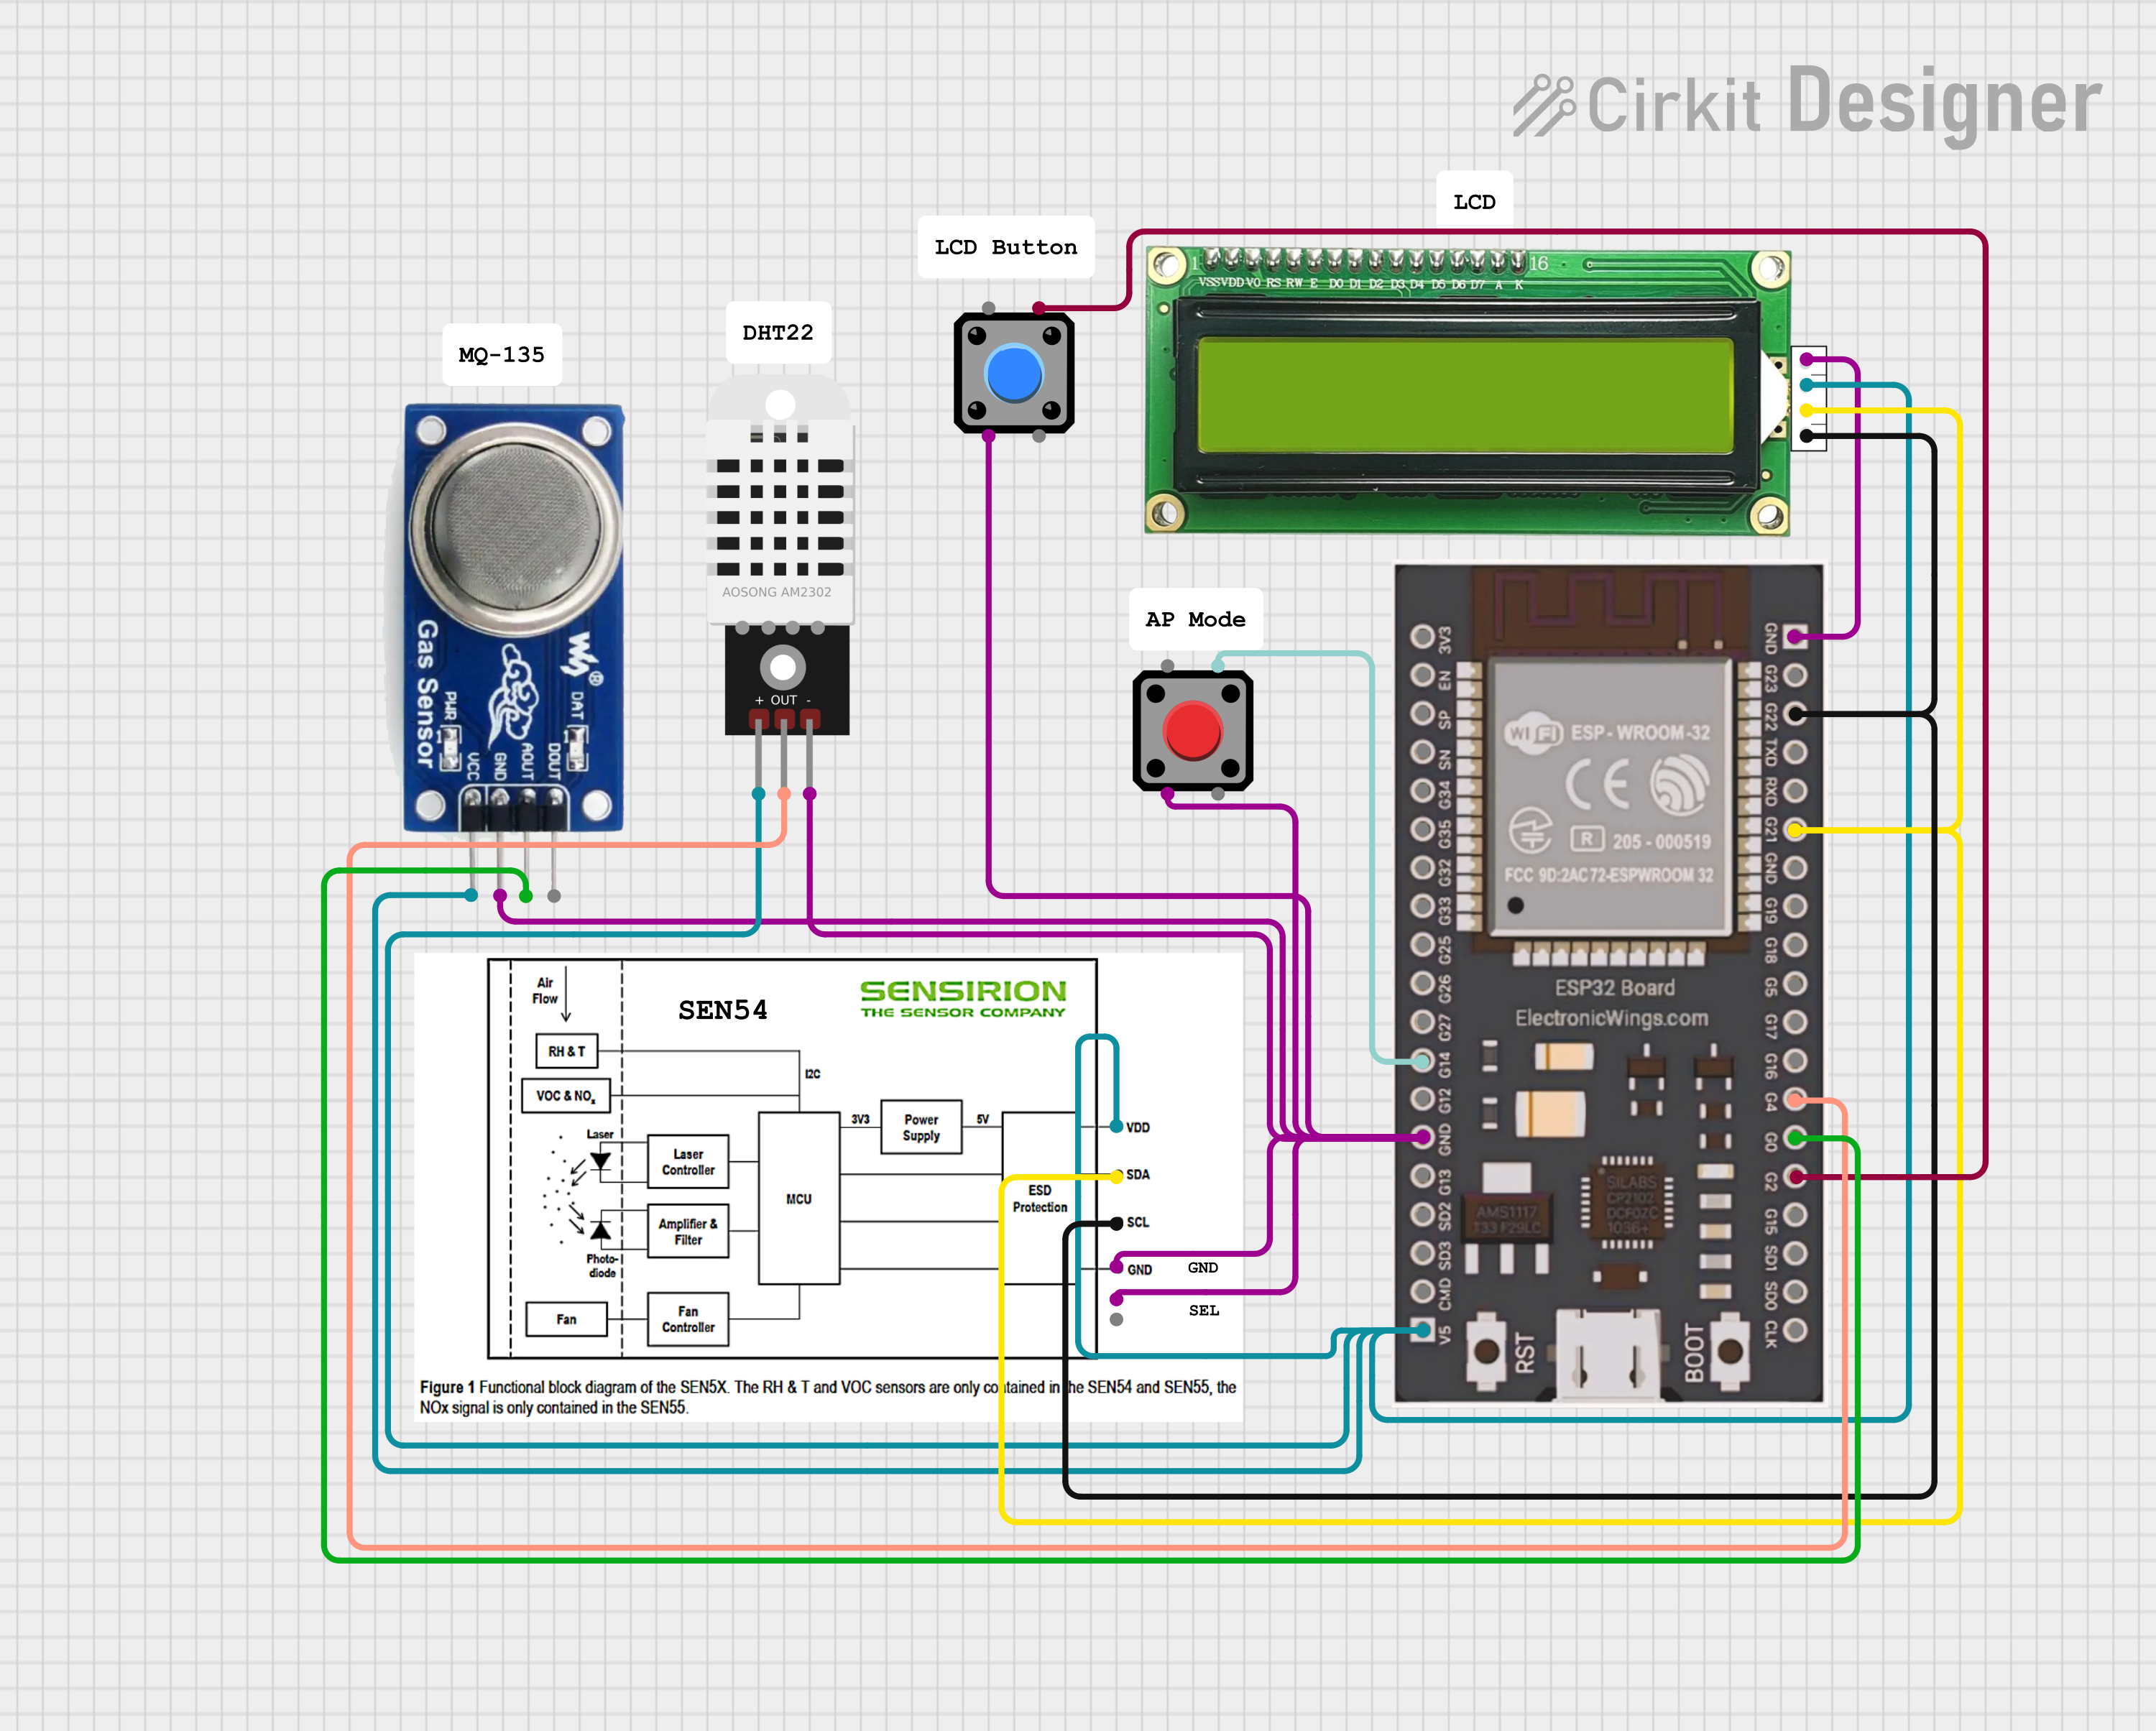 Cirkit Designer
LCD
LCD Button
DHT22
MQ-135
1
16
VSS VDD V0 RS RW E D0 D1 D2 D3 D4 D5 D6 D7 A K
AOSONG AM2302
+ OUT -
Gas Sensor
PWR
DAT
VCC
GND
AOUT
DOUT
AP Mode
3V3
EN
SP
SN
G34
G35
G32
G33
G25
G26
G27
G14
G12
GND
G13
SD2
SD3
CMD
V5
GND
G23
G22
TXD
RXD
G21
GND
G19
G18
G5
G17
G16
G4
G0
G2
G15
SD1
SD0
CLK
WiFi ESP-WROOM-32
CE
R 205-000519
FCC 9D:2AC72-ESPWROOM 32
ESP32 Board
ElectronicWings.com
AMS1117
SILABS
CP2102
DCF02C
1036+
RST
BOOT
Air
Flow
SEN54
SENSIRION
THE SENSOR COMPANY
RH & T
I2C
VOC & NOx
Laser
Laser
Controller
MCU
3V3
Power
Supply
5V
ESD
Protection
VDD
SDA
SCL
GND
GND
SEL
Amplifier &
Filter
Photo-
diode
Fan
Fan
Controller
Figure 1 Functional block diagram of the SEN5X. The RH & T and VOC sensors are only contained in the SEN54 and SEN55, the
NOx signal is only contained in the SEN55.